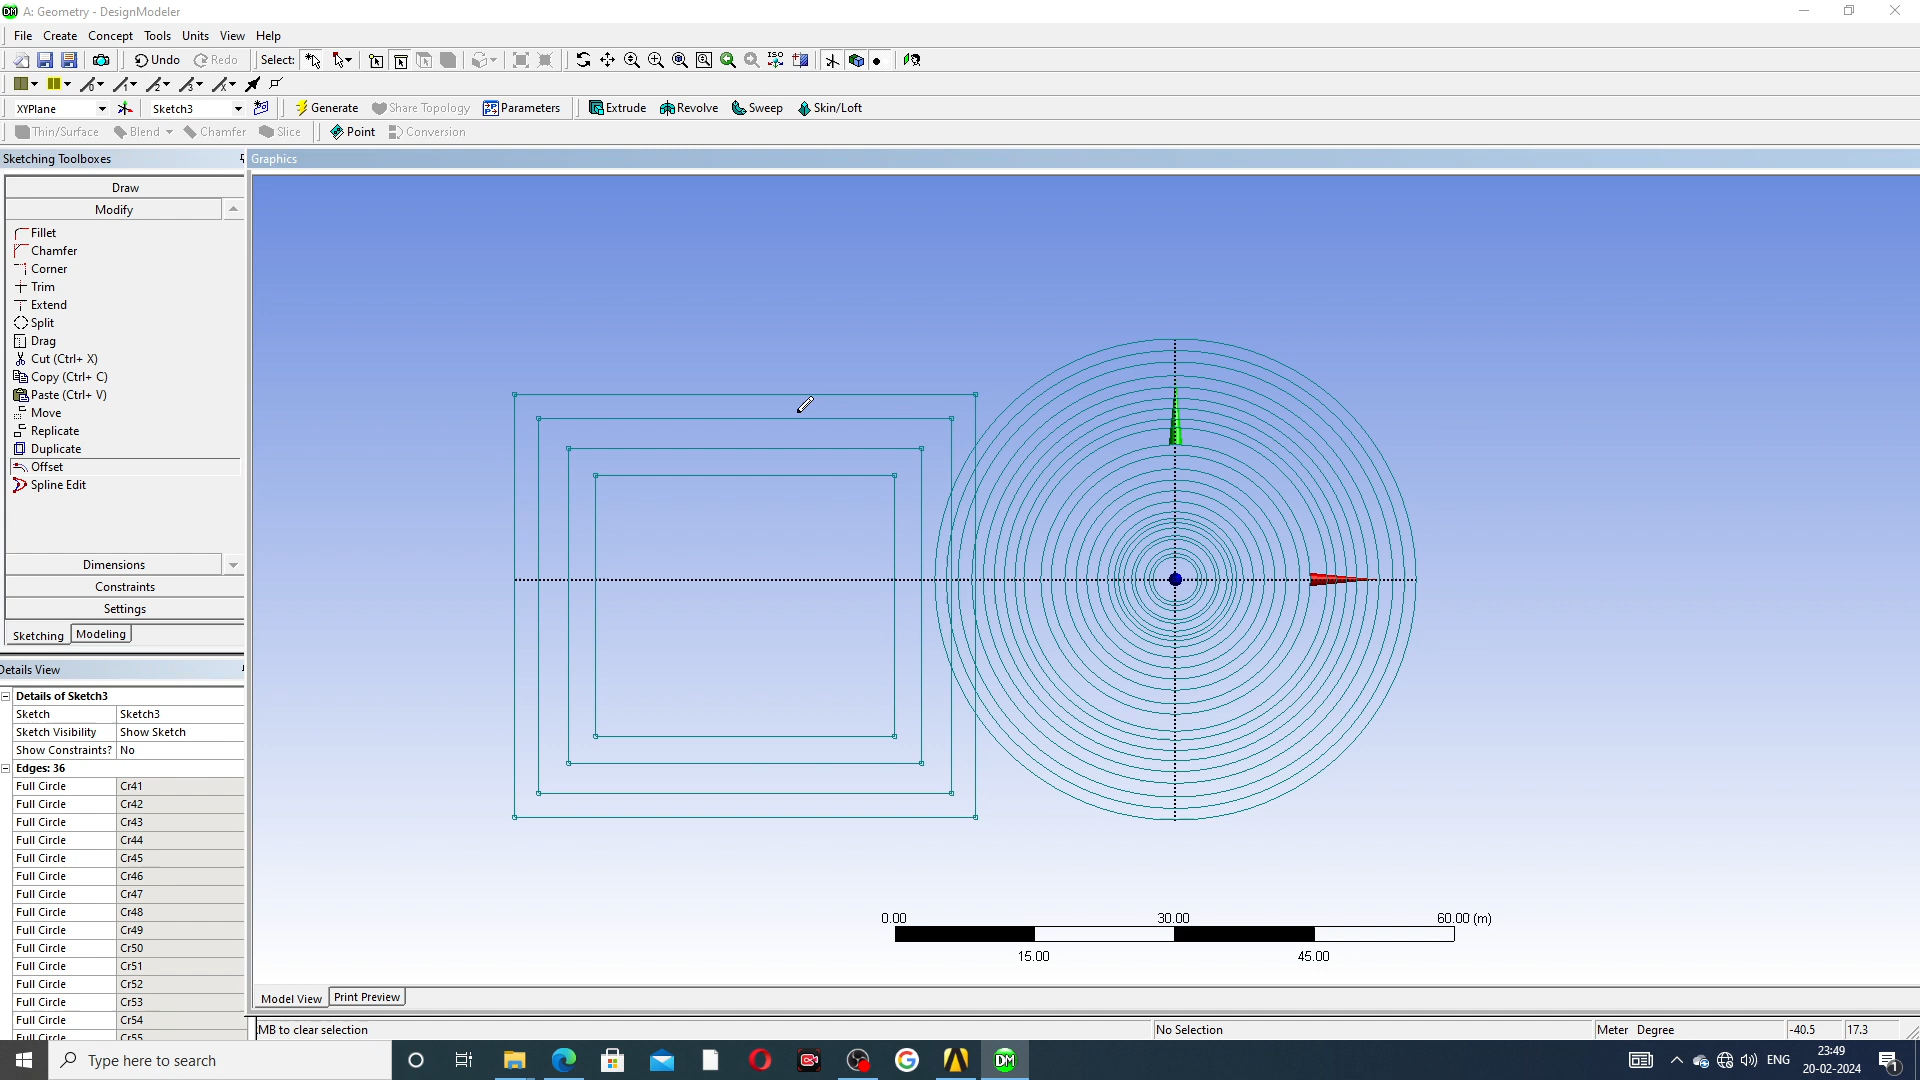 A: Geometry - DesignModeler
File Create Concept Tools Units View Help
Undo Redo Select: ISO
XYPlane Sketch3 Generate Share Topology Parameters Extrude Revolve Sweep Skin/Loft
Thin/Surface Blend Chamfer Slice Point Conversion
Sketching Toolboxes
Graphics
Draw
Modify
Fillet
Chamfer
Corner
Trim
Extend
Split
Drag
Cut (Ctrl+ X)
Copy (Ctrl+ C)
Paste (Ctrl+ V)
Move
Replicate
Duplicate
Offset
Spline Edit
Dimensions
Constraints
Settings
Sketching Modeling
Details View
Details of Sketch3
Sketch Sketch3
Sketch Visibility Show Sketch
Show Constraints? No
Edges: 36
Full Circle Cr41
Full Circle Cr42
Full Circle Cr43
Full Circle Cr44
Full Circle Cr45
Full Circle Cr46
Full Circle Cr47
Full Circle Cr48
Full Circle Cr49
Full Circle Cr50
Full Circle Cr51
Full Circle Cr52
Full Circle Cr53
Full Circle Cr54
Full Circle Cr55
0.00 30.00 60.00 (m)
15.00 45.00
Model View Print Preview
MB to clear selection No Selection Meter Degree -40.5 17.3
Type here to search
DM
ENG
23:49
20-02-2024
1